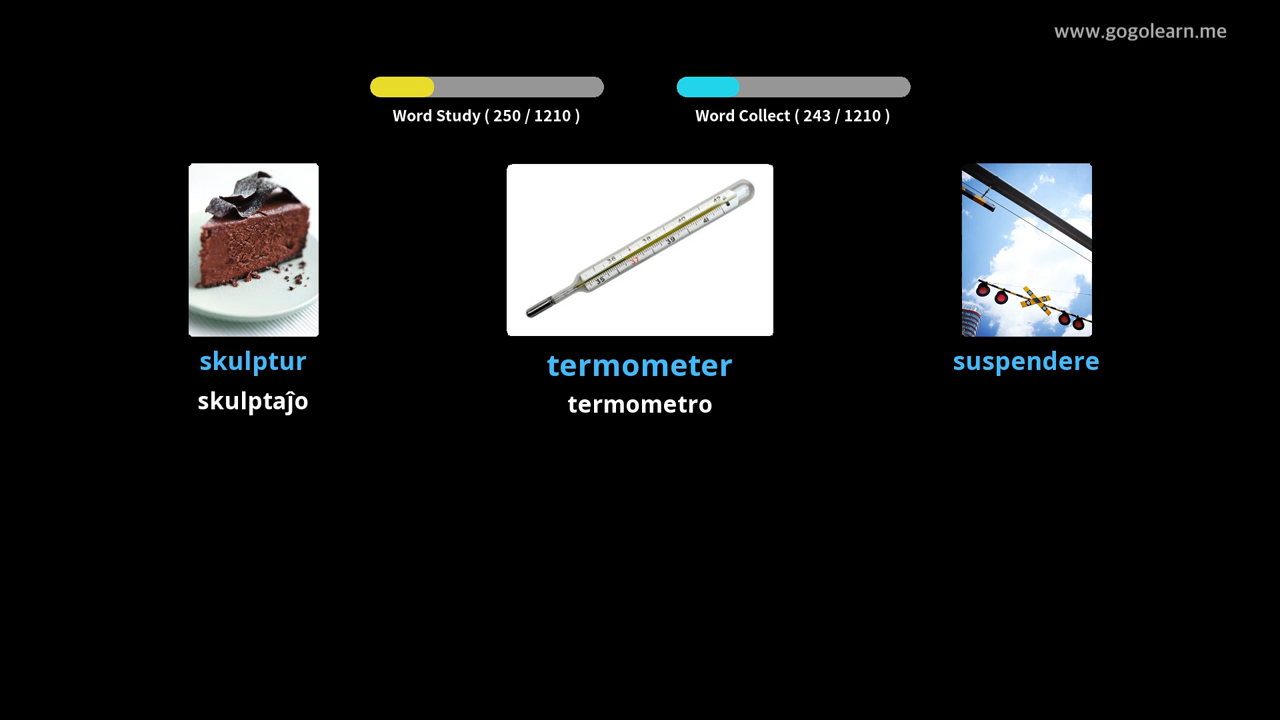 www.gogolearn.me
Word Study ( 250 / 1210 )
Word Collect ( 243 / 1210 )
skulptur
termometer
suspendere
skulptaĵo
termometro